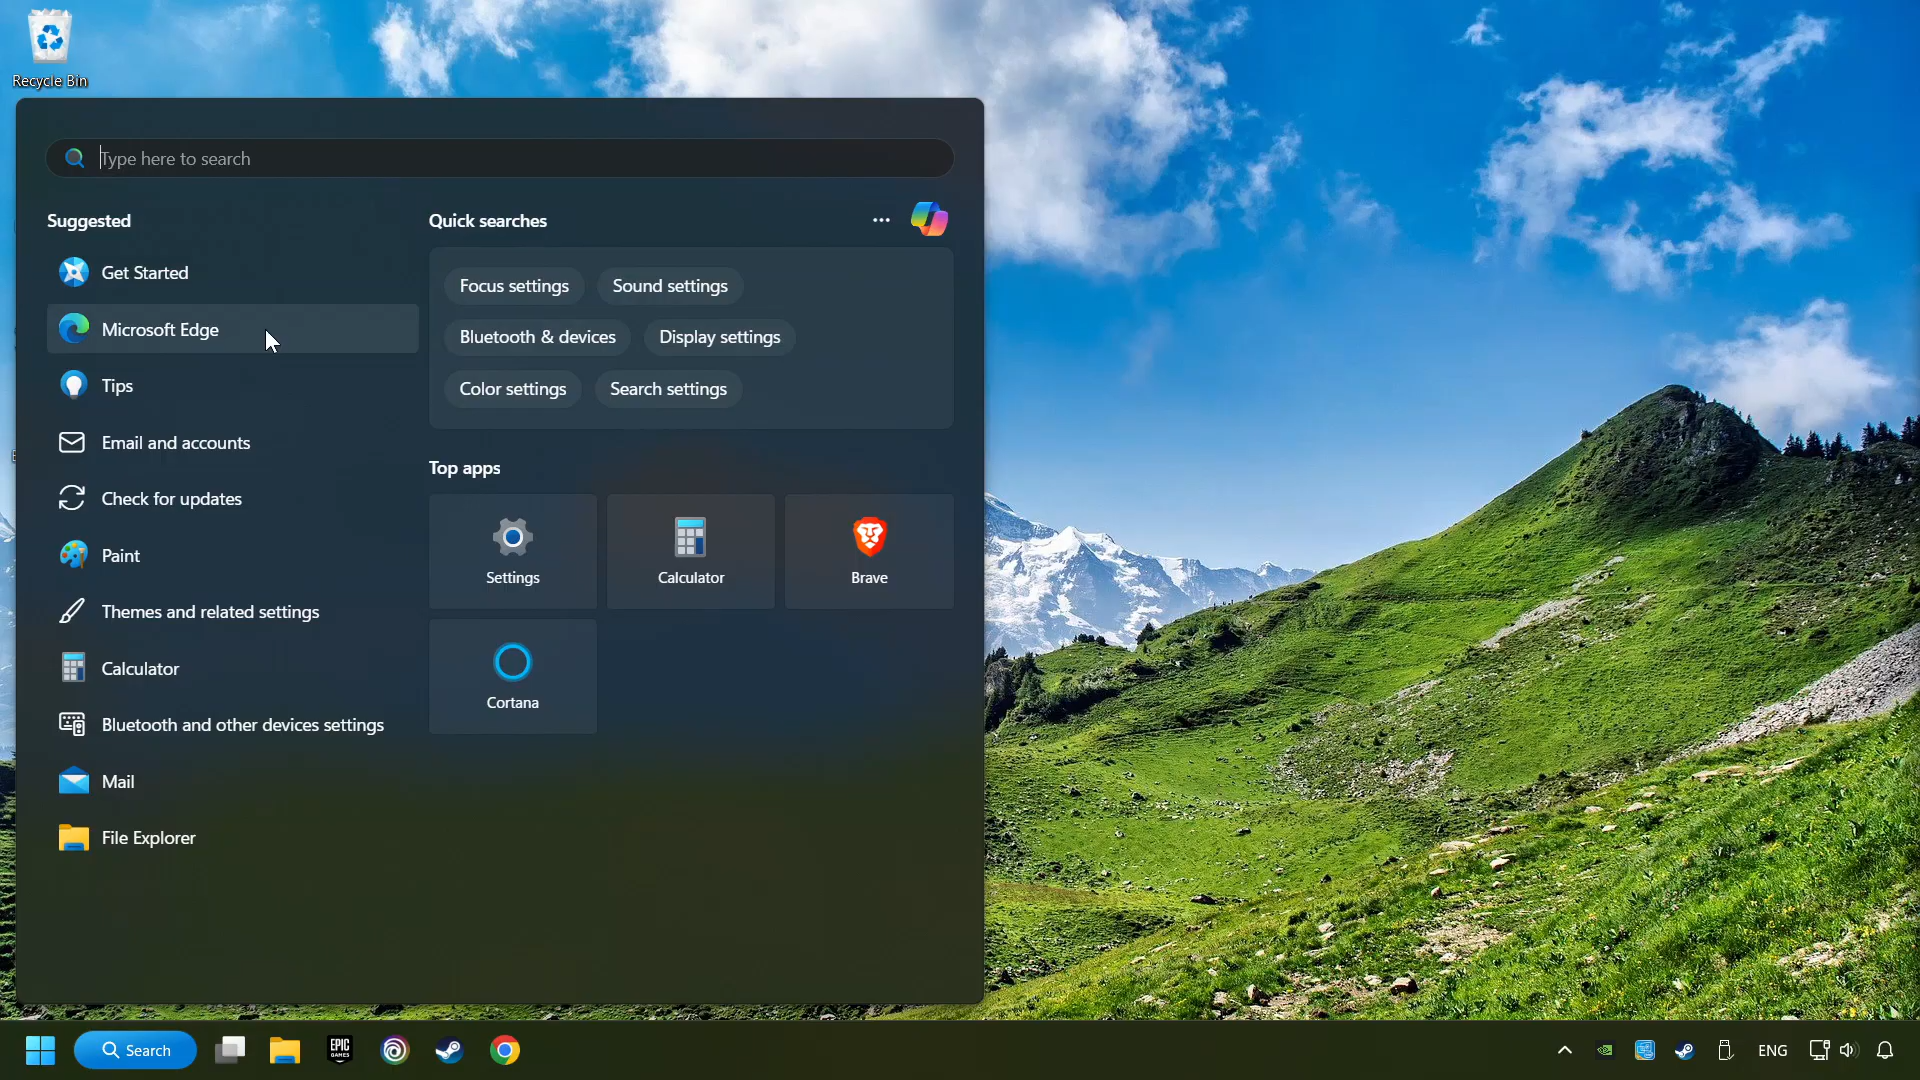 Recycle Bin
Type here to search
Suggested
Quick searches
Get Started
Microsoft Edge
Tips
Email and accounts
Check for updates
Paint
Themes and related settings
Calculator
Bluetooth and other devices settings
Mail
File Explorer
Focus settings
Sound settings
Bluetooth & devices
Display settings
Color settings
Search settings
Top apps
Settings
Calculator
Brave
Cortana
Search
EPIC
GAMES
ENG